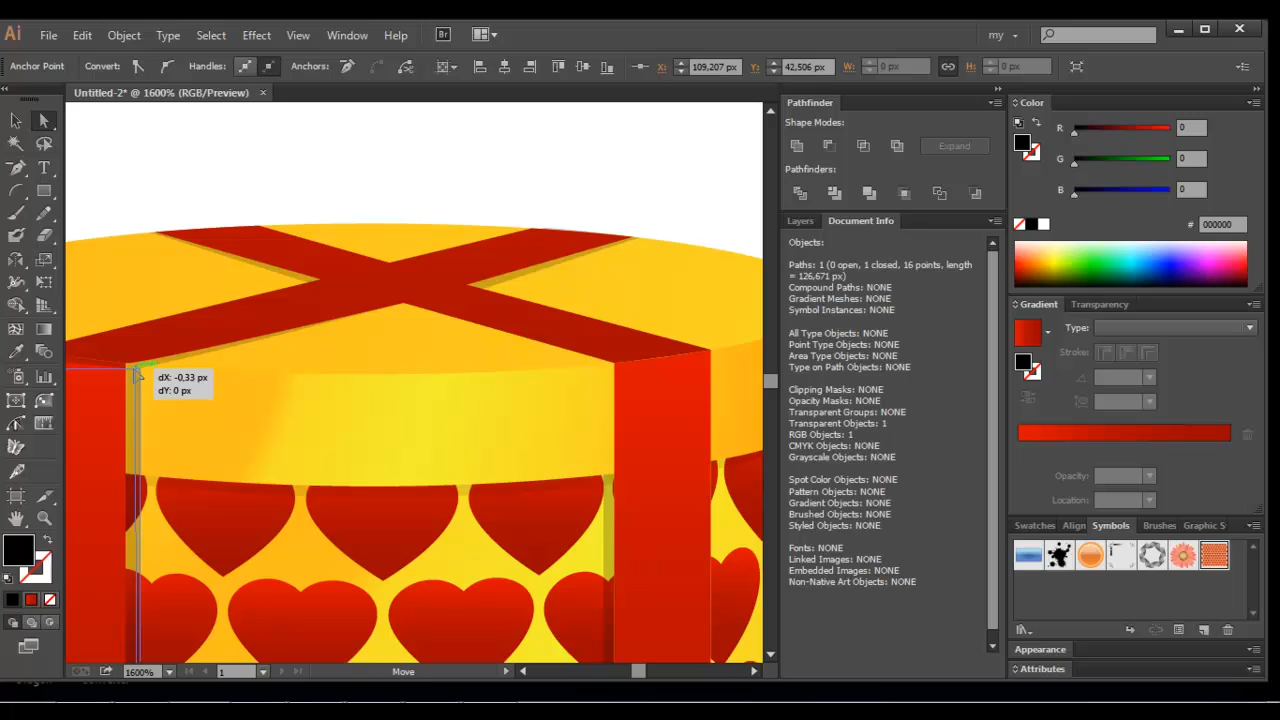 Ai File Edit Object Type Select Effect View Window Help Br my
Anchor Point Convert: Handles: Anchors: X: 109,207 px Y: 42,506 px W: 0 px H: 0 px
Untitled-2* @ 1600% (RGB/Preview)
dX: -0,33 px
dY: 0 px
1600% 1 Move
Pathfinder
Shape Modes:
Expand
Pathfinders:
Layers Document Info
Objects:
Paths: 1 (0 open, 1 closed, 16 points, length
= 126,671 px)
Compound Paths: NONE
Gradient Meshes: NONE
Symbol Instances: NONE
All Type Objects: NONE
Point Type Objects: NONE
Area Type Objects: NONE
Type on Path Objects: NONE
Clipping Masks: NONE
Opacity Masks: NONE
Transparent Groups: NONE
Transparent Objects: 1
RGB Objects: 1
CMYK Objects: NONE
Grayscale Objects: NONE
Spot Color Objects: NONE
Pattern Objects: NONE
Gradient Objects: NONE
Brushed Objects: NONE
Styled Objects: NONE
Fonts: NONE
Linked Images: NONE
Embedded Images: NONE
Non-Native Art Objects: NONE
Color
R 0
G 0
B 0
# 000000
Gradient Transparency
Type:
Stroke:
Opacity:
Location:
Swatches Align Symbols Brushes Graphic S
Appearance
Attributes